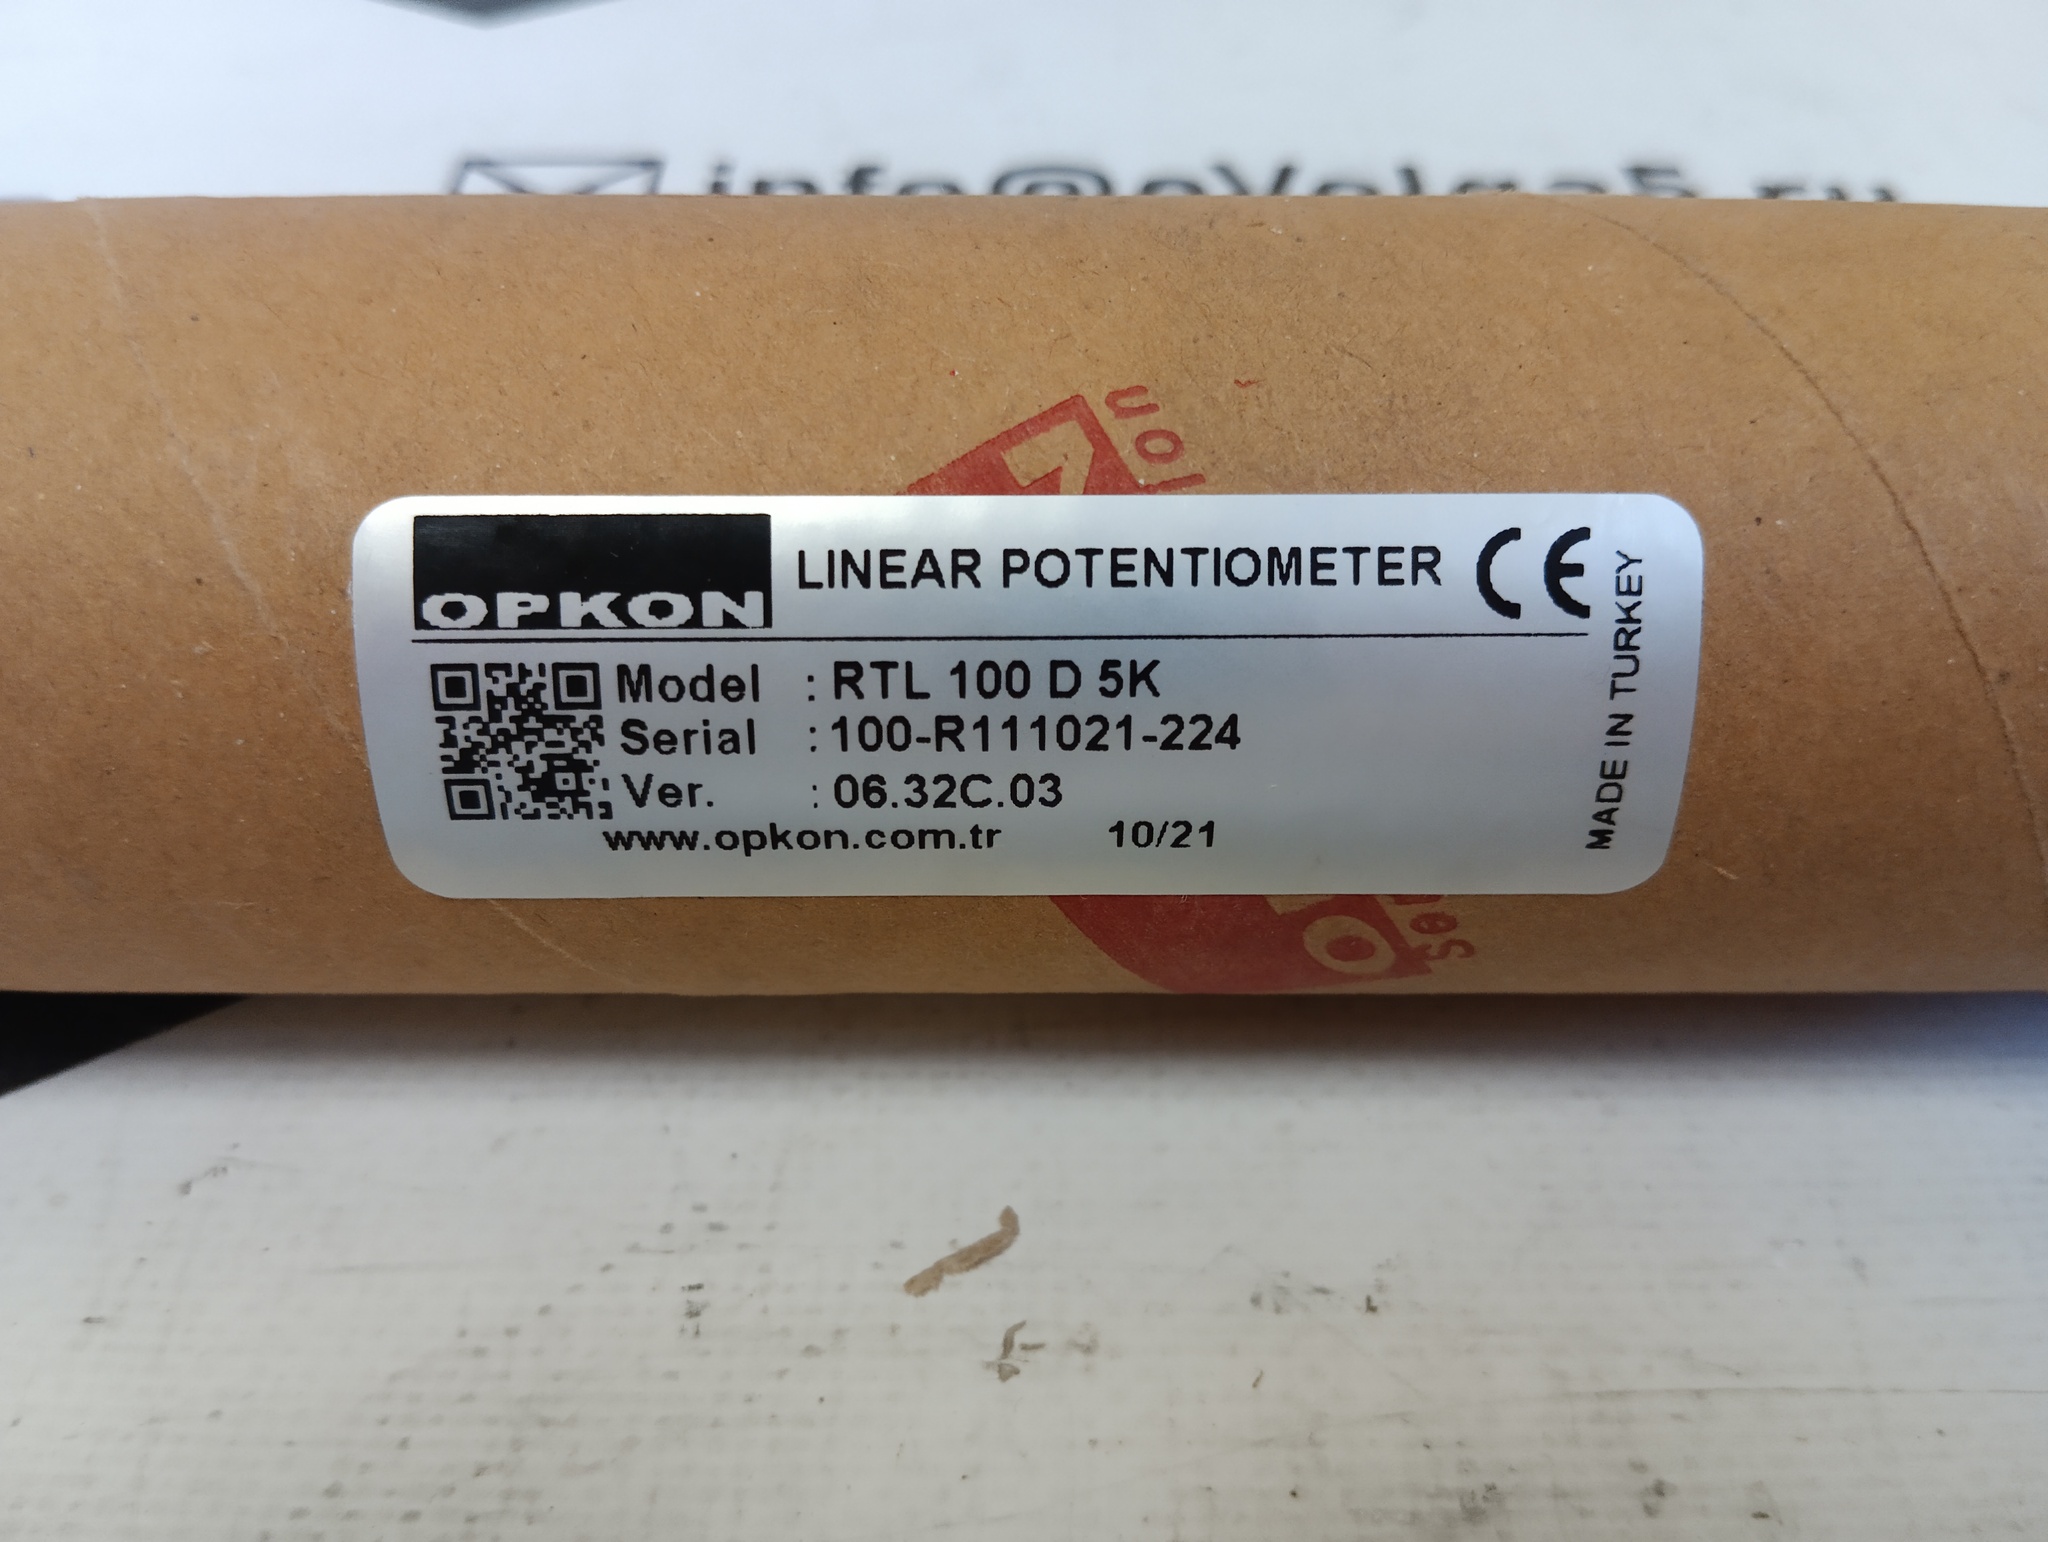 OPKON
LINEAR POTENTIOMETER
CE
MADE IN TURKEY
Model : RTL 100 D 5K
Serial : 100-R111021-224
Ver. : 06.32C.03
www.opkon.com.tr 10/21